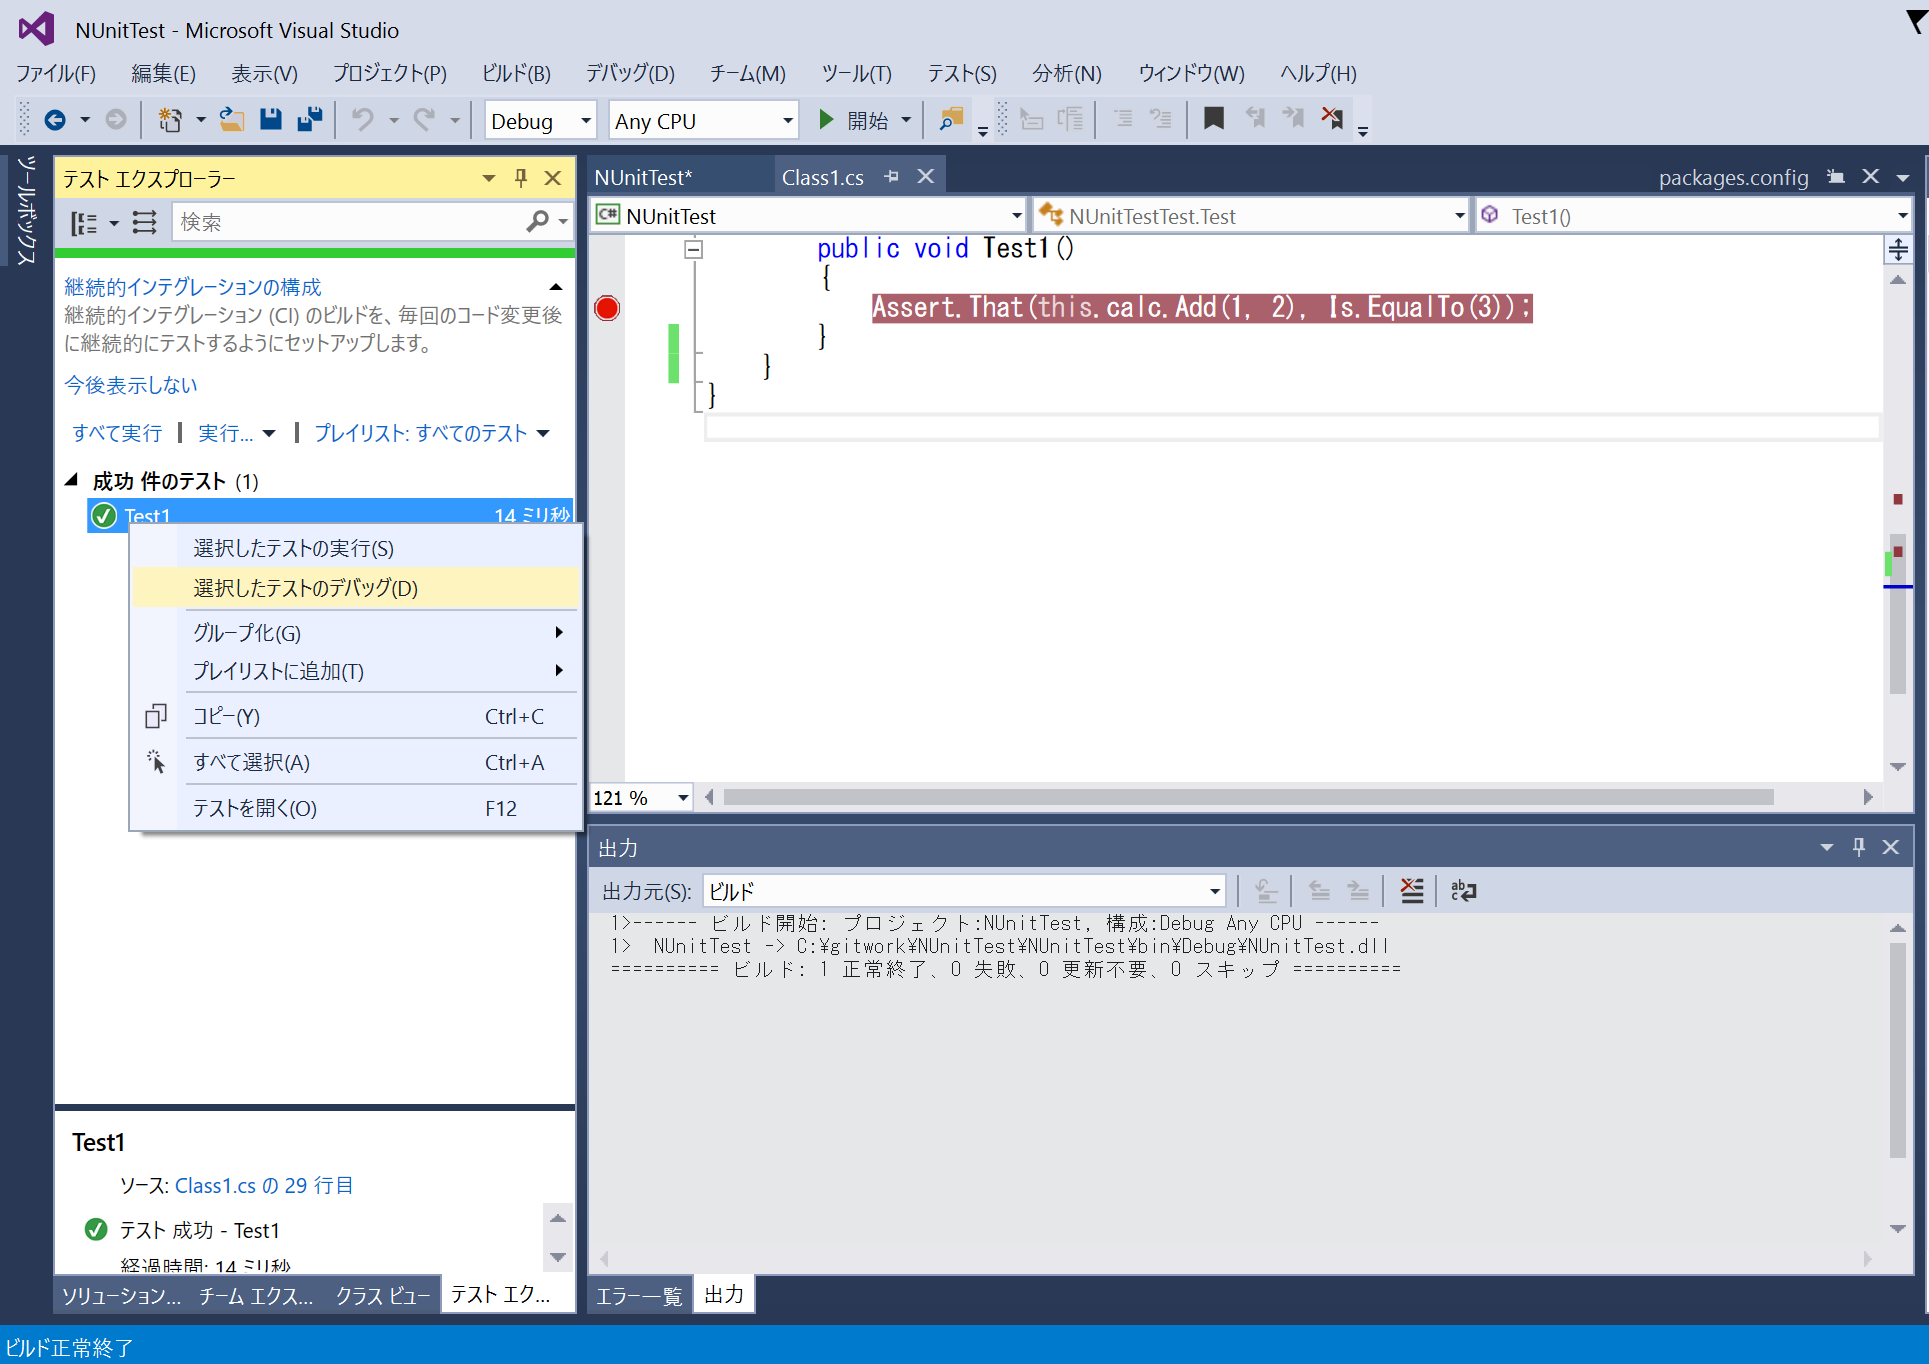 NUnitTest - Microsoft Visual Studio
ファイル(F) 編集(E) 表示(V) プロジェクト(P) ビルド(B) デバッグ(D) チーム(M) ツール(T) テスト(S) 分析(N) ウィンドウ(W) ヘルプ(H)
Debug Any CPU 開始
ツールボックス
テスト エクスプローラー
検索
継続的インテグレーションの構成
継続的インテグレーション (CI) のビルドを、毎回のコード変更後
に継続的にテストするようにセットアップします。
今後表示しない
すべて実行 | 実行... | プレイリスト: すべてのテスト
成功 件のテスト (1)
Test1 14 ミリ秒
選択したテストの実行(S)
選択したテストのデバッグ(D)
グループ化(G)
プレイリストに追加(T)
コピー(Y) Ctrl+C
すべて選択(A) Ctrl+A
テストを開く(O) F12
Test1
ソース: Class1.cs の 29 行目
テスト 成功 - Test1
経過時間: 14 ミリ秒
ソリューション... チーム エクス... クラス ビュー テスト エク...
NUnitTest* Class1.cs packages.config
C# NUnitTest NUnitTestTest.Test Test1()
public void Test1()
{
Assert.That(this.calc.Add(1, 2), Is.EqualTo(3));
}
}
}
121 %
出力
出力元(S): ビルド
1>------ ビルド開始: プロジェクト:NUnitTest, 構成:Debug Any CPU ------
1>  NUnitTest -> C:¥gitwork¥NUnitTest¥NUnitTest¥bin¥Debug¥NUnitTest.dll
========== ビルド: 1 正常終了、0 失敗、0 更新不要、0 スキップ ==========
エラー一覧 出力
ビルド正常終了